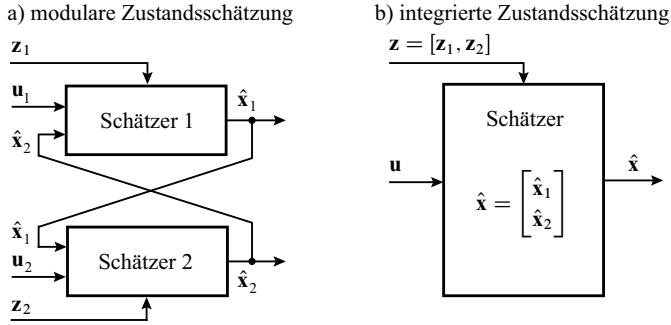 a) modulare Zustandsschätzung
z₁
u₁
x̂₂
Schätzer 1
x̂₁
x̂₁
u₂
z₂
Schätzer 2
x̂₂
b) integrierte Zustandsschätzung
z = [z₁, z₂]
Schätzer
u
x̂ = [x̂₁
x̂₂]
x̂